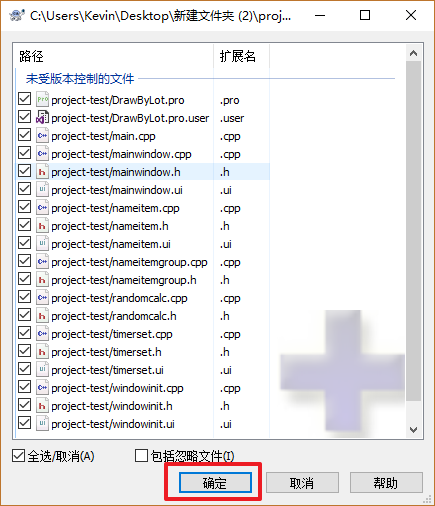 C:\Users\Kevin\Desktop\新建文件夹 (2)\proj...
路径 扩展名
未受版本控制的文件
project-test/DrawByLot.pro .pro
project-test/DrawByLot.pro.user .user
project-test/main.cpp .cpp
project-test/mainwindow.cpp .cpp
project-test/mainwindow.h .h
project-test/mainwindow.ui .ui
project-test/nameitem.cpp .cpp
project-test/nameitem.h .h
project-test/nameitem.ui .ui
project-test/nameitemgroup.cpp .cpp
project-test/nameitemgroup.h .h
project-test/randomcalc.cpp .cpp
project-test/randomcalc.h .h
project-test/timerset.cpp .cpp
project-test/timerset.h .h
project-test/timerset.ui .ui
project-test/windowinit.cpp .cpp
project-test/windowinit.h .h
project-test/windowinit.ui .ui
全选/取消(A) 包括忽略文件(I)
确定 取消 帮助